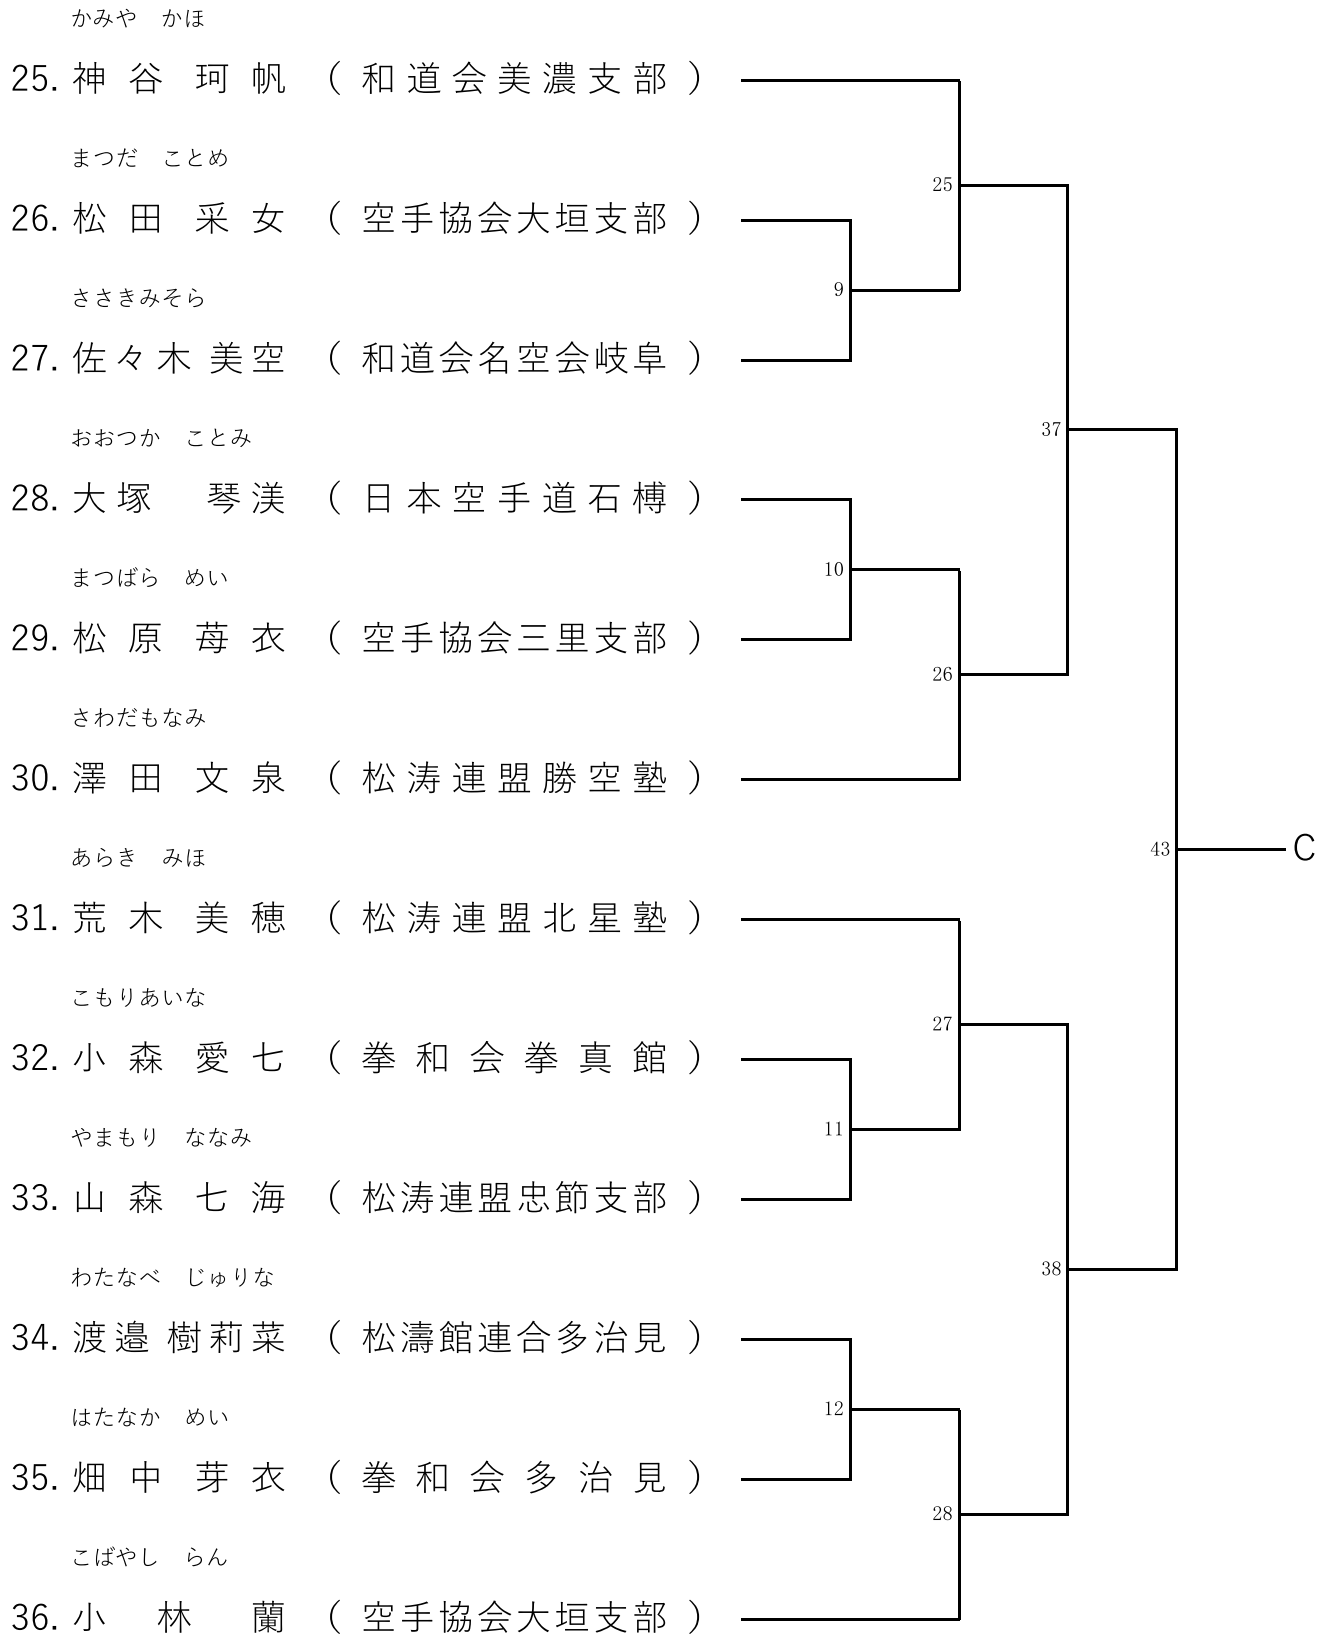 かみや　かほ
25. 神谷 珂帆 （和道会美濃支部）
まつだ　ことめ
26. 松田 采女 （空手協会大垣支部）
25
ささきみそら
9
27. 佐々木 美空 （和道会名空会岐阜）
おおつか　ことみ
37
28. 大塚 琴渼 （日本空手道石榑）
まつばら　めい
10
29. 松原 苺衣 （空手協会三里支部）
26
さわだもなみ
30. 澤田 文泉 （松涛連盟勝空塾）
あらき　みほ
43
C
31. 荒木 美穂 （松涛連盟北星塾）
こもりあいな
27
32. 小森 愛七 （拳和会拳真館）
やまもり　ななみ
11
33. 山森 七海 （松涛連盟忠節支部）
わたなべ　じゅりな
38
34. 渡邉 樹莉菜 （松濤館連合多治見）
はたなか　めい
12
35. 畑中 芽衣 （拳和会多治見）
28
こばやし　らん
36. 小林 蘭 （空手協会大垣支部）